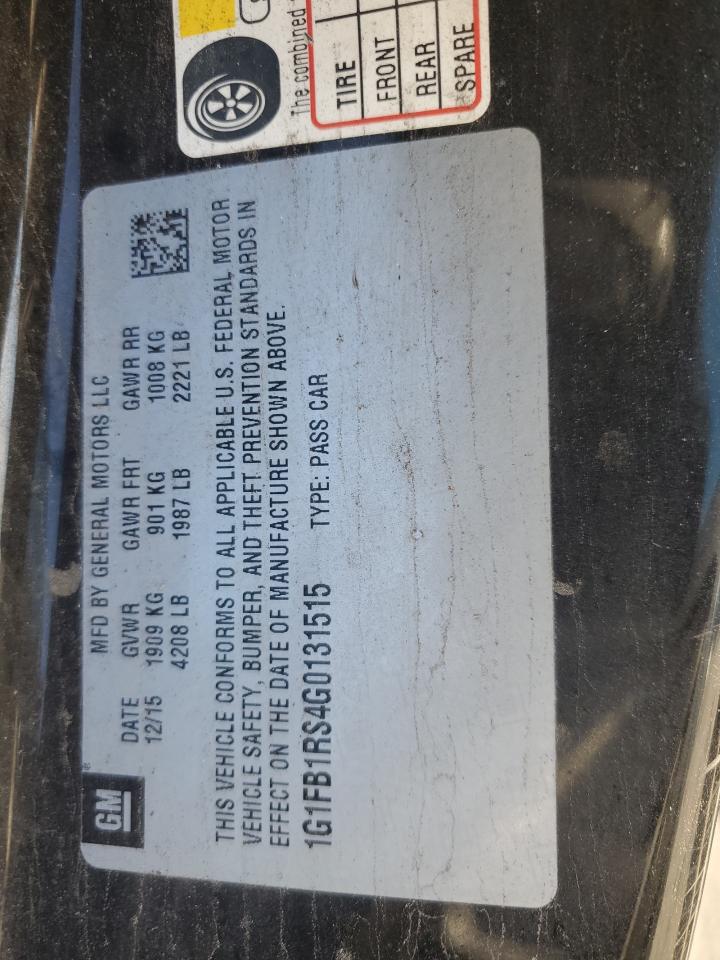 The combined
TIRE
FRONT
REAR
SPARE
GM
MFD BY GENERAL MOTORS LLC
DATE GVWR GAWR FRT GAWR RR
12/15 1909 KG 901 KG 1008 KG
4208 LB 1987 LB 2221 LB
THIS VEHICLE CONFORMS TO ALL APPLICABLE U.S. FEDERAL MOTOR
VEHICLE SAFETY, BUMPER, AND THEFT PREVENTION STANDARDS IN
EFFECT ON THE DATE OF MANUFACTURE SHOWN ABOVE.
1G1FB1RS4G0131515 TYPE: PASS CAR